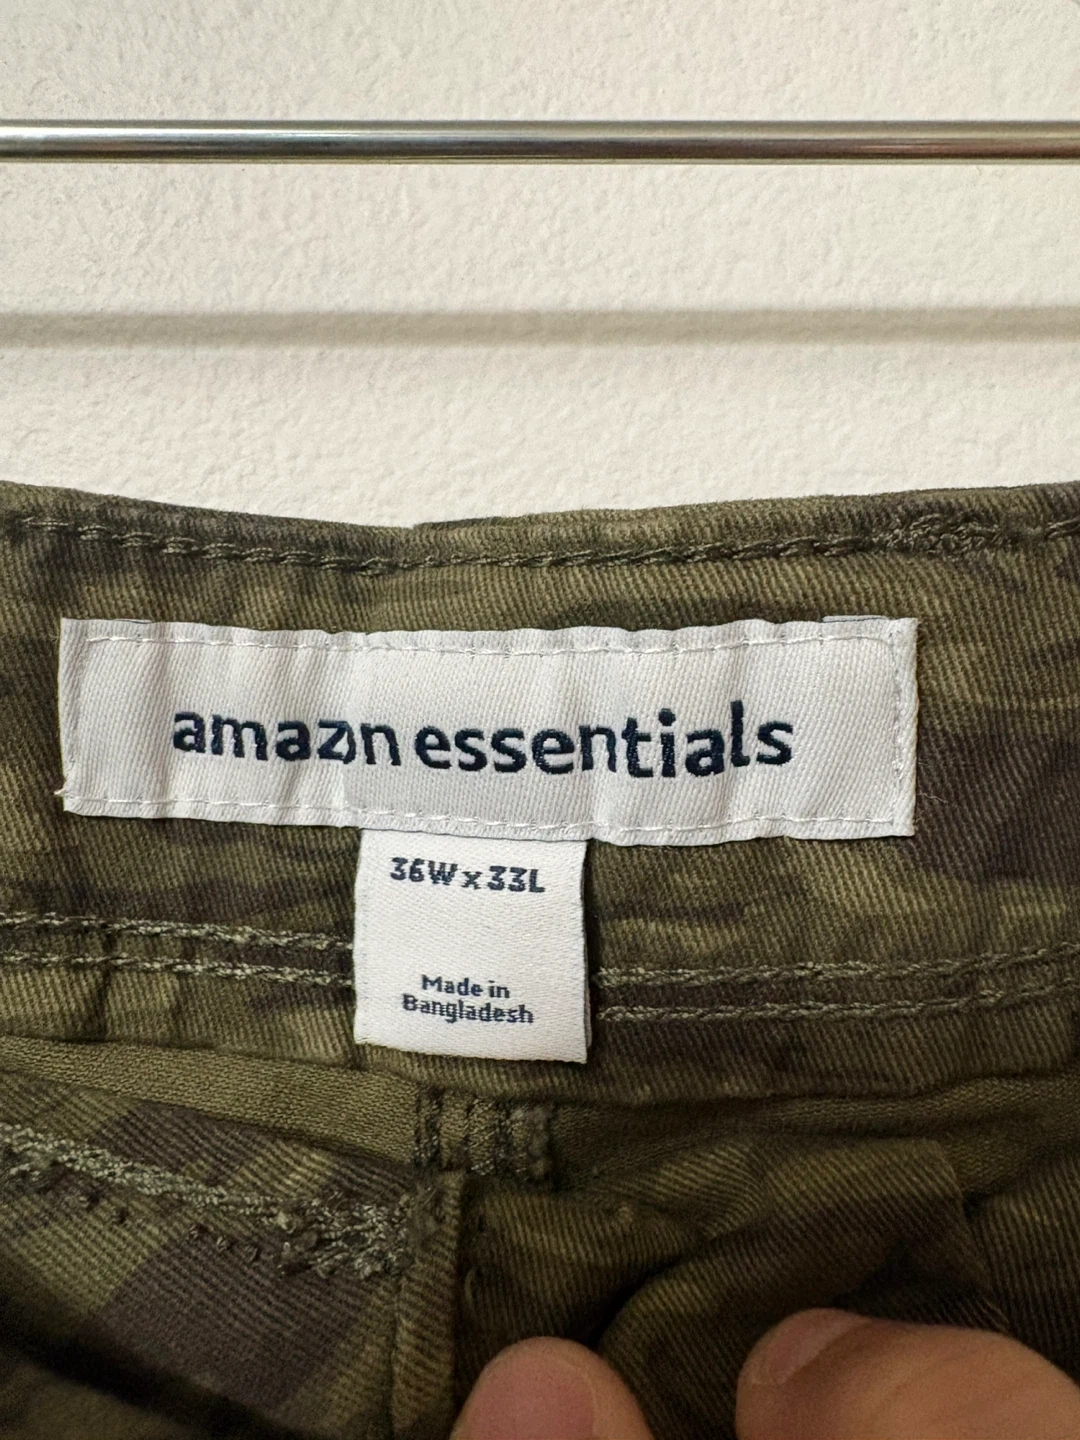 amazon essentials
36W x 33L
Made in
Bangladesh